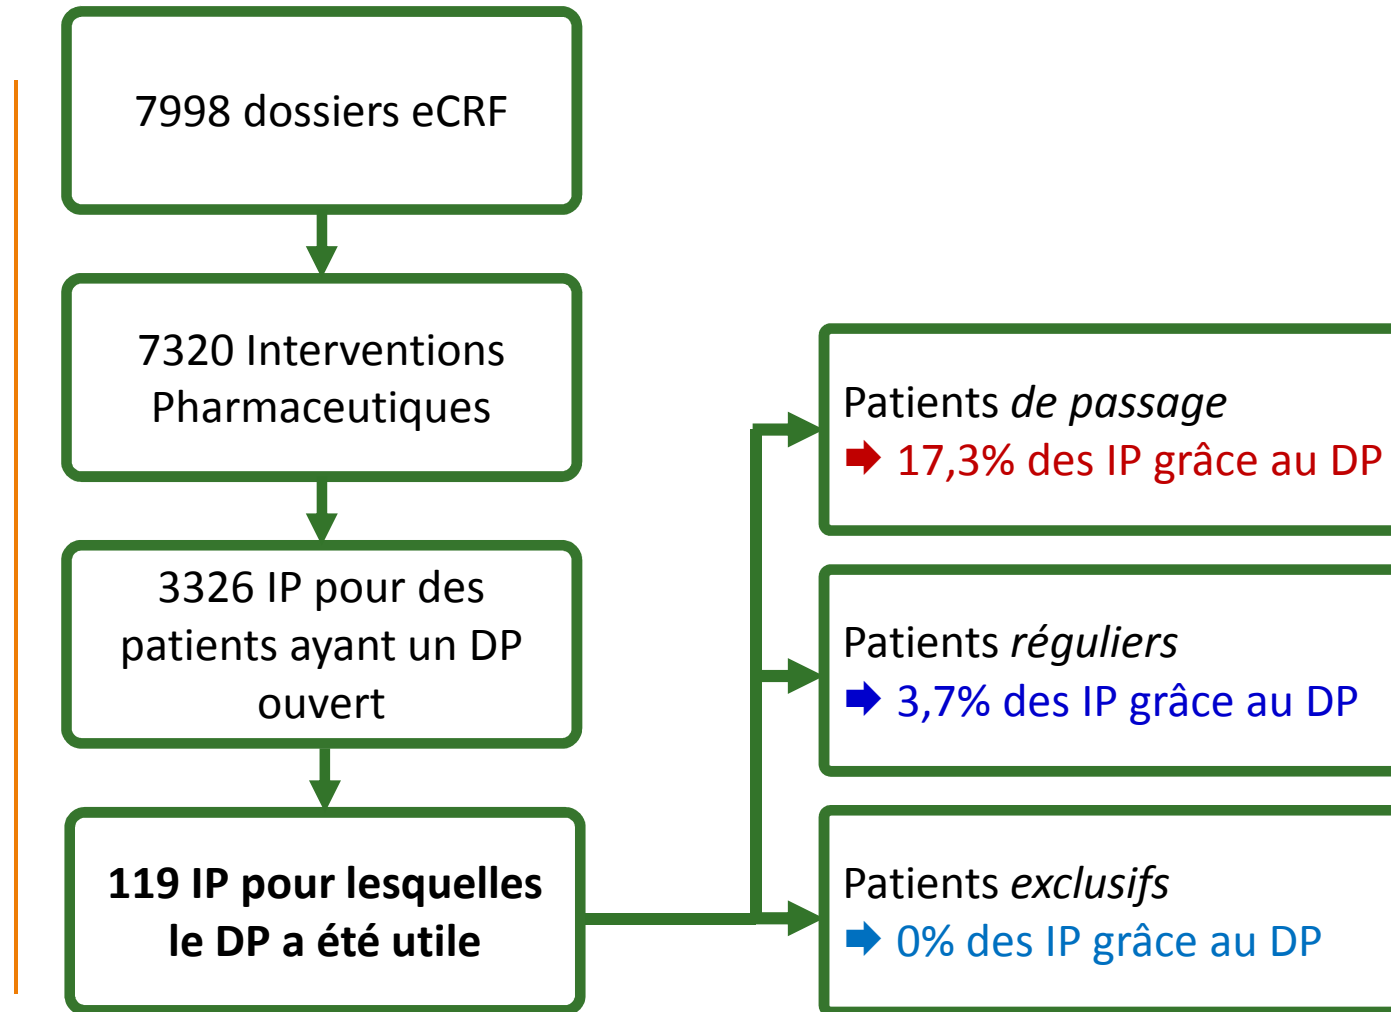 7998 dossiers eCRF
7320 Interventions
Pharmaceutiques
3326 IP pour des
patients ayant un DP
ouvert
119 IP pour lesquelles
le DP a été utile
Patients de passage
17,3% des IP grâce au DP
Patients réguliers
3,7% des IP grâce au DP
Patients exclusifs
0% des IP grâce au DP